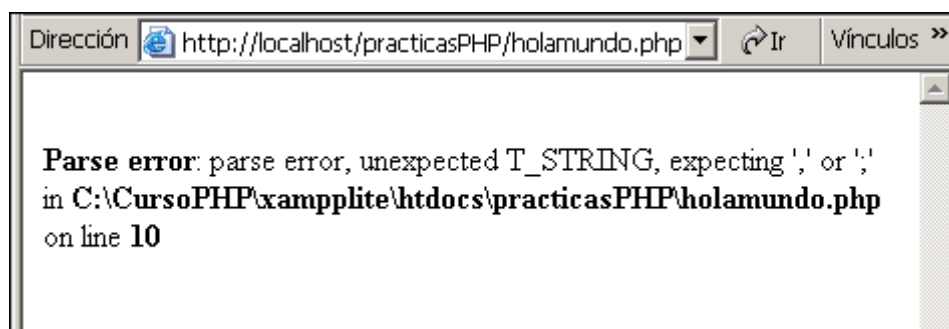 Dirección http://localhost/practicasPHP/holamundo.php Ir Vínculos »
Parse error: parse error, unexpected T_STRING, expecting ',' or ';'
in C:\CursoPHP\xampplite\htdocs\practicasPHP\holamundo.php
on line 10